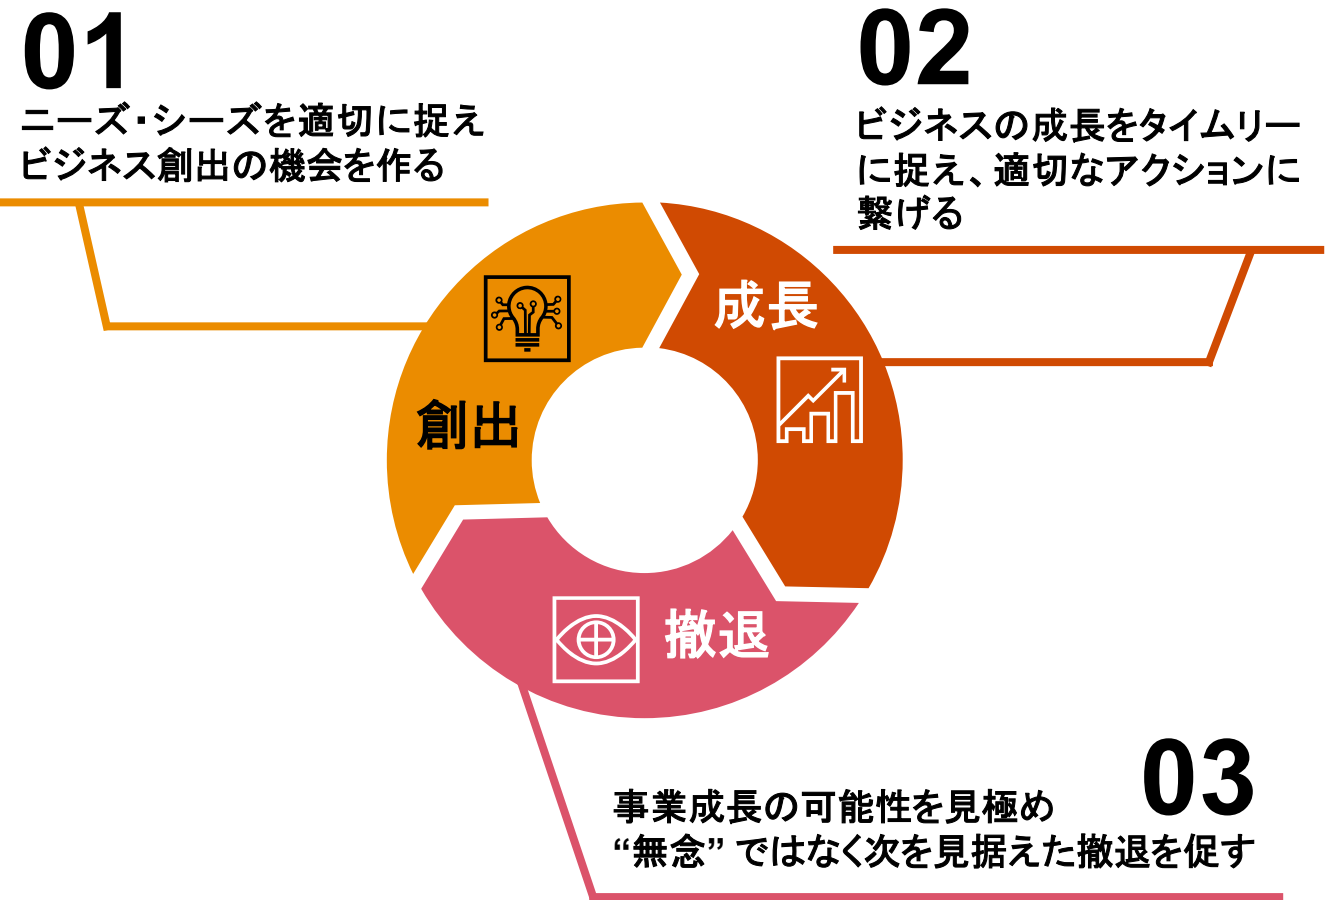 01
ニーズ・シーズを適切に捉え
ビジネス創出の機会を作る
02
ビジネスの成長をタイムリー
に捉え、適切なアクションに
繋げる
成長
創出
撤退
03
事業成長の可能性を見極め
“無念” ではなく次を見据えた撤退を促す